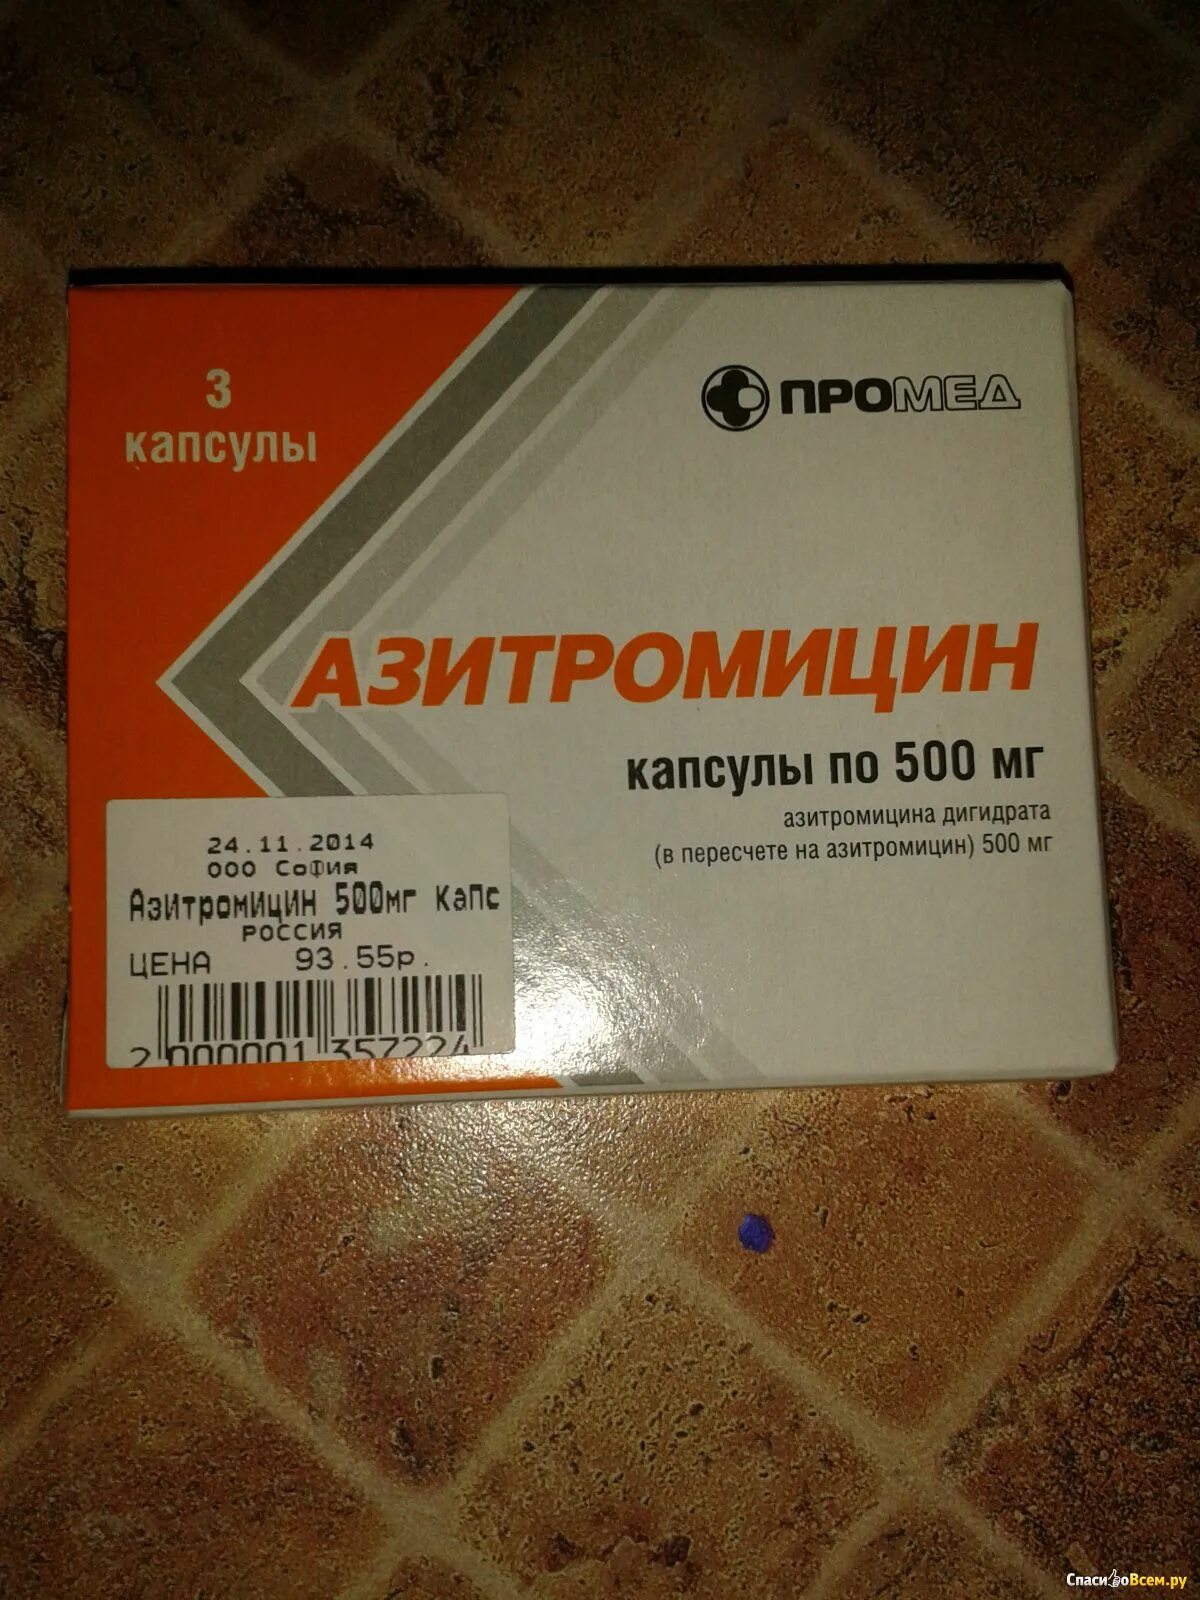 3
капсулы
ПРОМЕД
АЗИТРОМИЦИН
капсулы по 500 мг
азитромицина дигидрата
(в пересчете на азитромицин) 500 мг
24.11.2014
ООО София
Азитромицин 500мг капс
РОССИЯ
ЦЕНА 93.55р.
2 000001 357224
СпасибоВсем.ру